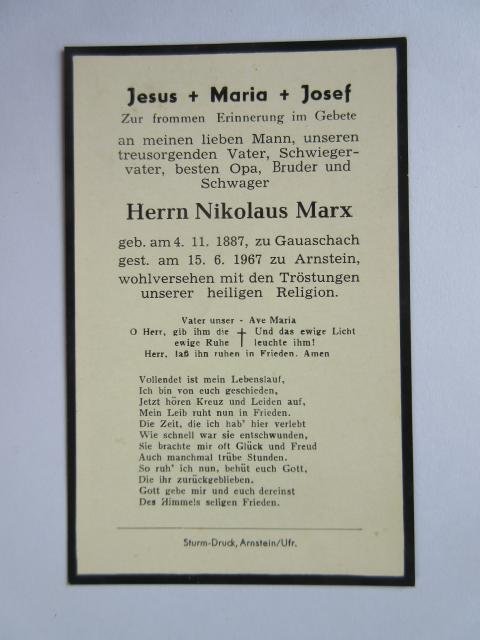 Jesus + Maria + Josef
Zur frommen Erinnerung im Gebete
an meinen lieben Mann, unseren
treusorgenden Vater, Schwieger-
vater, besten Opa, Bruder und
Schwager
Herrn Nikolaus Marx
geb. am 4. 11. 1887, zu Gauaschach
gest. am 15. 6. 1967 zu Arnstein,
wohlversehen mit den Tröstungen
unserer heiligen Religion.
Vater unser - Ave Maria
O Herr, gib ihm die † Und das ewige Licht
ewige Ruhe leuchte ihm!
Herr, laß ihn ruhen in Frieden. Amen
Vollendet ist mein Lebenslauf,
Ich bin von euch geschieden,
Jetzt hören Kreuz und Leiden auf,
Mein Leib ruht nun in Frieden.
Die Zeit, die ich hab' hier verlebt
Wie schnell war sie entschwunden,
Sie brachte mir oft Glück und Freud
Auch manchmal trübe Stunden.
So ruh' ich nun, behüt euch Gott,
Die ihr zurückgeblieben.
Gott gebe mir und euch dereinst
Des Himmels seligen Frieden.
Sturm-Druck, Arnstein/Ufr.